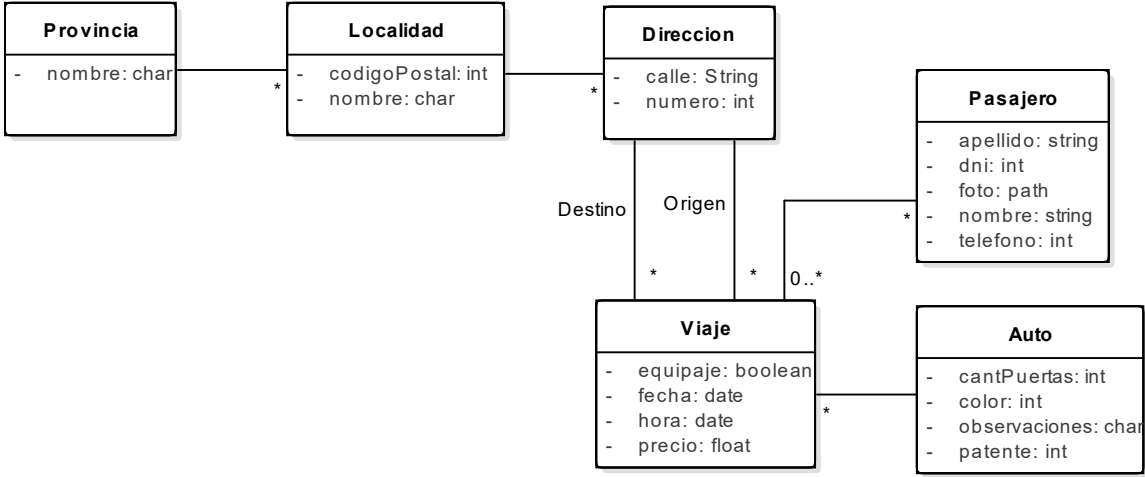 Provincia
- nombre: char
*
Localidad
- codigoPostal: int
- nombre: char
*
Direccion
- calle: String
- numero: int
Destino
Origen
*
*
0..*
*
Pasajero
- apellido: string
- dni: int
- foto: path
- nombre: string
- telefono: int
Viaje
- equipaje: boolean
- fecha: date
- hora: date
- precio: float
*
Auto
- cantPuertas: int
- color: int
- observaciones: char
- patente: int